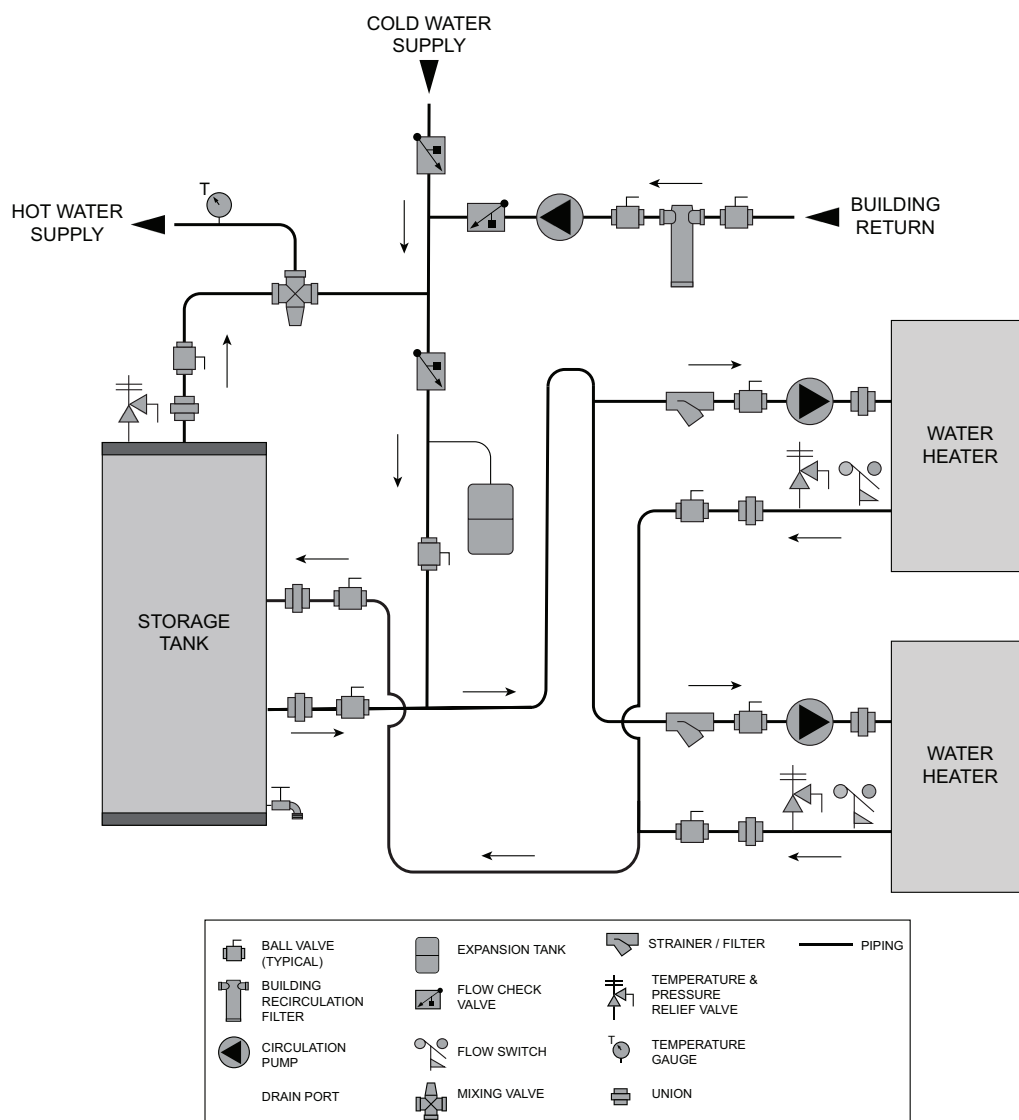 COLD WATER
SUPPLY
T
HOT WATER
SUPPLY
BUILDING
RETURN
WATER
HEATER
STORAGE
TANK
WATER
HEATER
BALL VALVE
(TYPICAL)
EXPANSION TANK
STRAINER / FILTER
PIPING
BUILDING
RECIRCULATION
FILTER
FLOW CHECK
VALVE
TEMPERATURE &
PRESSURE
RELIEF VALVE
CIRCULATION
PUMP
FLOW SWITCH
T
TEMPERATURE
GAUGE
DRAIN PORT
MIXING VALVE
UNION